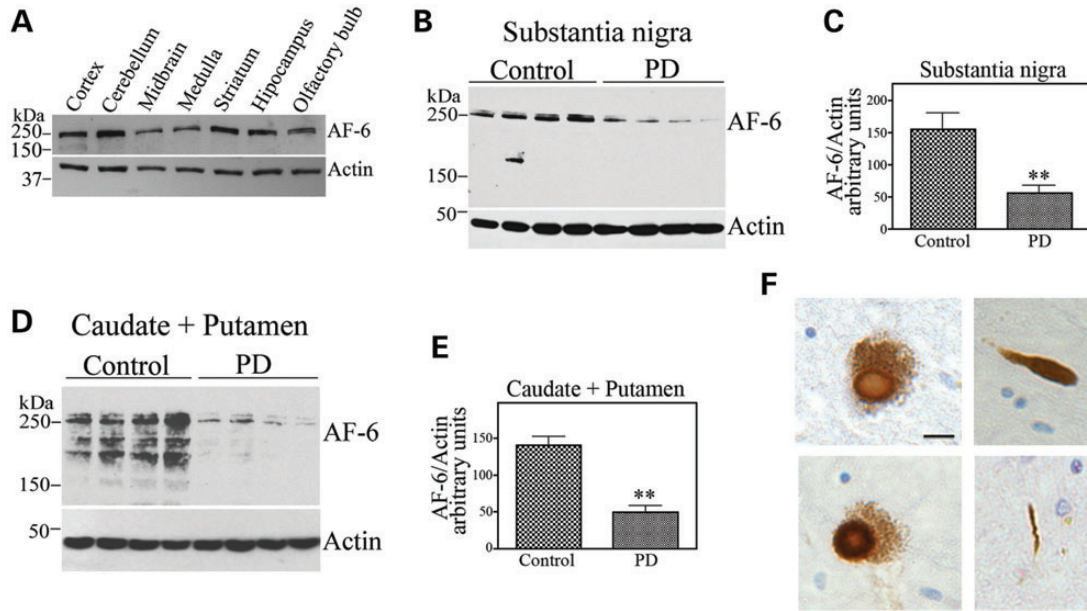 A
Cortex
Cerebellum
Midbrain
Medulla
Striatum
Hipocampus
Olfactory bulb
kDa
250
150
37
AF-6
Actin
B
Substantia nigra
Control PD
kDa
250
150
50
AF-6
Actin
C
Substantia nigra
AF-6/Actin
arbitrary units
150
100
50
0
**
Control PD
D
Caudate + Putamen
Control PD
kDa
250
150
50
AF-6
Actin
E
Caudate + Putamen
AF-6/Actin
arbitrary units
150
100
50
0
**
Control PD
F